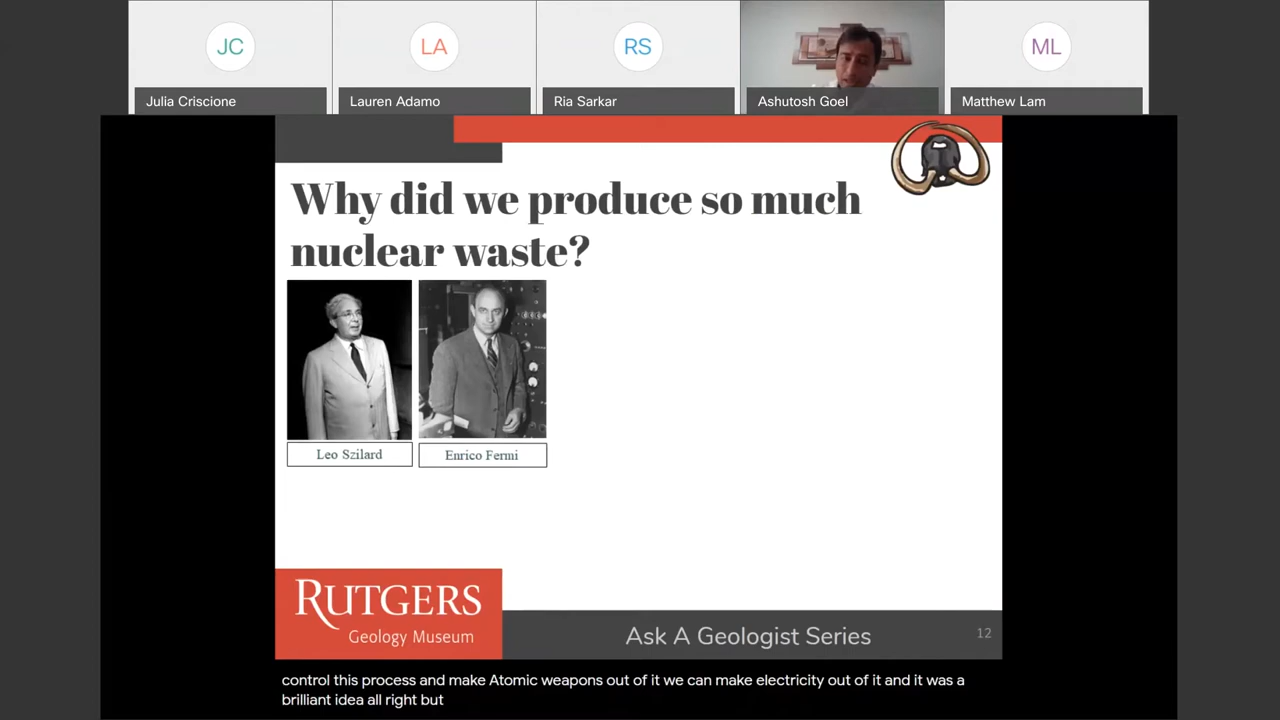 JC
LA
RS
ML
Julia Criscione
Lauren Adamo
Ria Sarkar
Ashutosh Goel
Matthew Lam
Why did we produce so much
nuclear waste?
Leo Szilard
Enrico Fermi
RUTGERS
Geology Museum
Ask A Geologist Series
12
control this process and make Atomic weapons out of it we can make electricity out of it and it was a
brilliant idea all right but